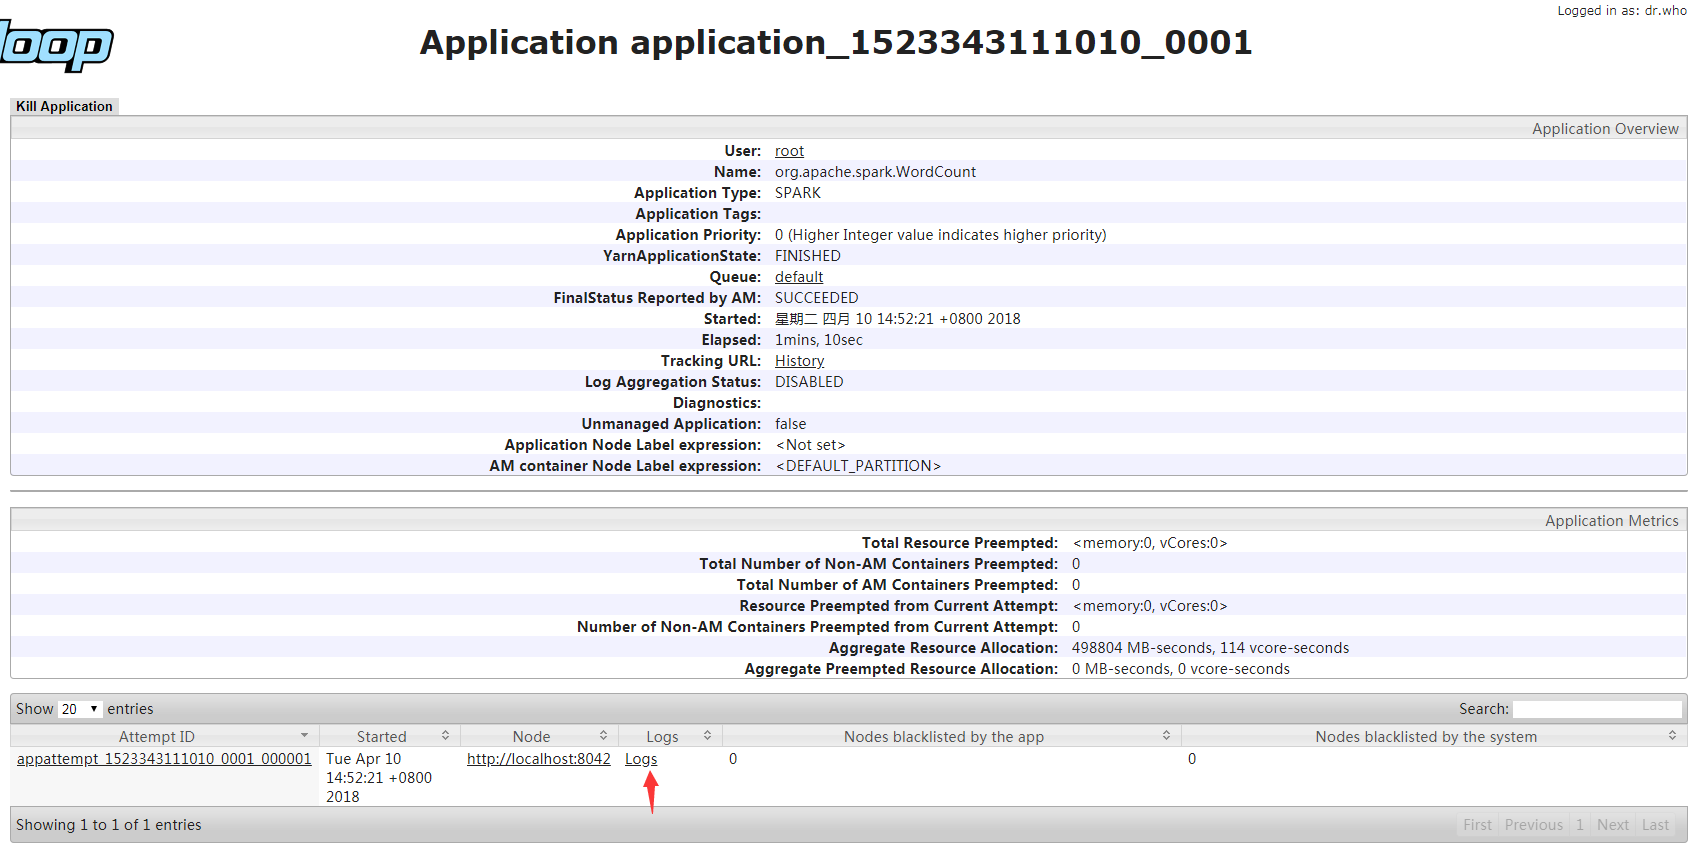 Logged in as: dr.who
loop
Application application_1523343111010_0001
Kill Application
Application Overview
User: root
Name: org.apache.spark.WordCount
Application Type: SPARK
Application Tags:
Application Priority: 0 (Higher Integer value indicates higher priority)
YarnApplicationState: FINISHED
Queue: default
FinalStatus Reported by AM: SUCCEEDED
Started: 星期二 四月 10 14:52:21 +0800 2018
Elapsed: 1mins, 10sec
Tracking URL: History
Log Aggregation Status: DISABLED
Diagnostics:
Unmanaged Application: false
Application Node Label expression: <Not set>
AM container Node Label expression: <DEFAULT_PARTITION>
Application Metrics
Total Resource Preempted: <memory:0, vCores:0>
Total Number of Non-AM Containers Preempted: 0
Total Number of AM Containers Preempted: 0
Resource Preempted from Current Attempt: <memory:0, vCores:0>
Number of Non-AM Containers Preempted from Current Attempt: 0
Aggregate Resource Allocation: 498804 MB-seconds, 114 vcore-seconds
Aggregate Preempted Resource Allocation: 0 MB-seconds, 0 vcore-seconds
Show 20 entries Search:
Attempt ID Started Node Logs Nodes blacklisted by the app Nodes blacklisted by the system
appattempt_1523343111010_0001_000001 Tue Apr 10 http://localhost:8042 Logs 0 0
14:52:21 +0800
2018
Showing 1 to 1 of 1 entries First Previous 1 Next Last